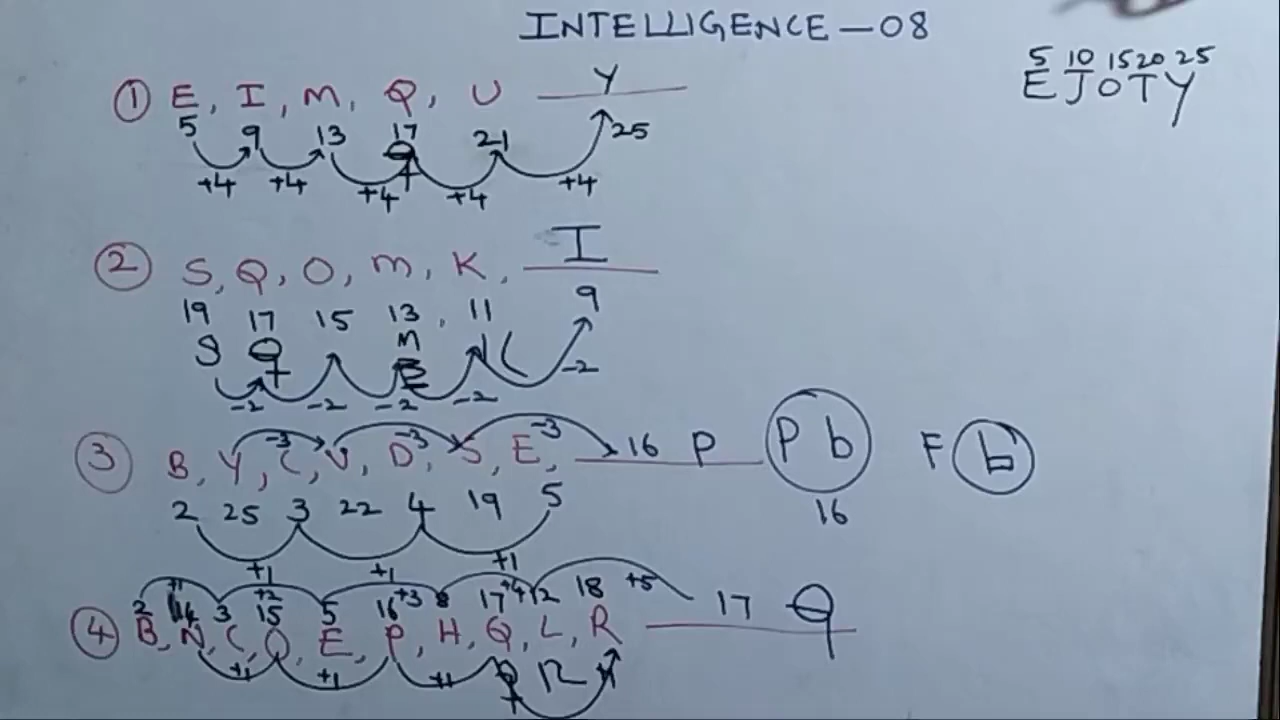 INTELLIGENCE - 08
5 10 15 20 25
E J O T Y
① E, I, M, Q, U Y
5 9 13 17 21 25
Q
+4 +4 +4 +4 +4
② S, Q, O, M, K, I
19 17 15 13, 11 9
S Q M K
-2 -2 -2 -2 -2
-3 -3 -3
③ B, Y, C, V, D, S, E, 16 P P b F b
2 25 3 22 4 19 5 16
+1 +1 +1
+1 +2 +3 +4 +5
2 14 3 15 5 16 8 17 12 18
④ B, N, C, O, E, P, H, Q, L, R 17 Q
+1 +1 +1 Q R